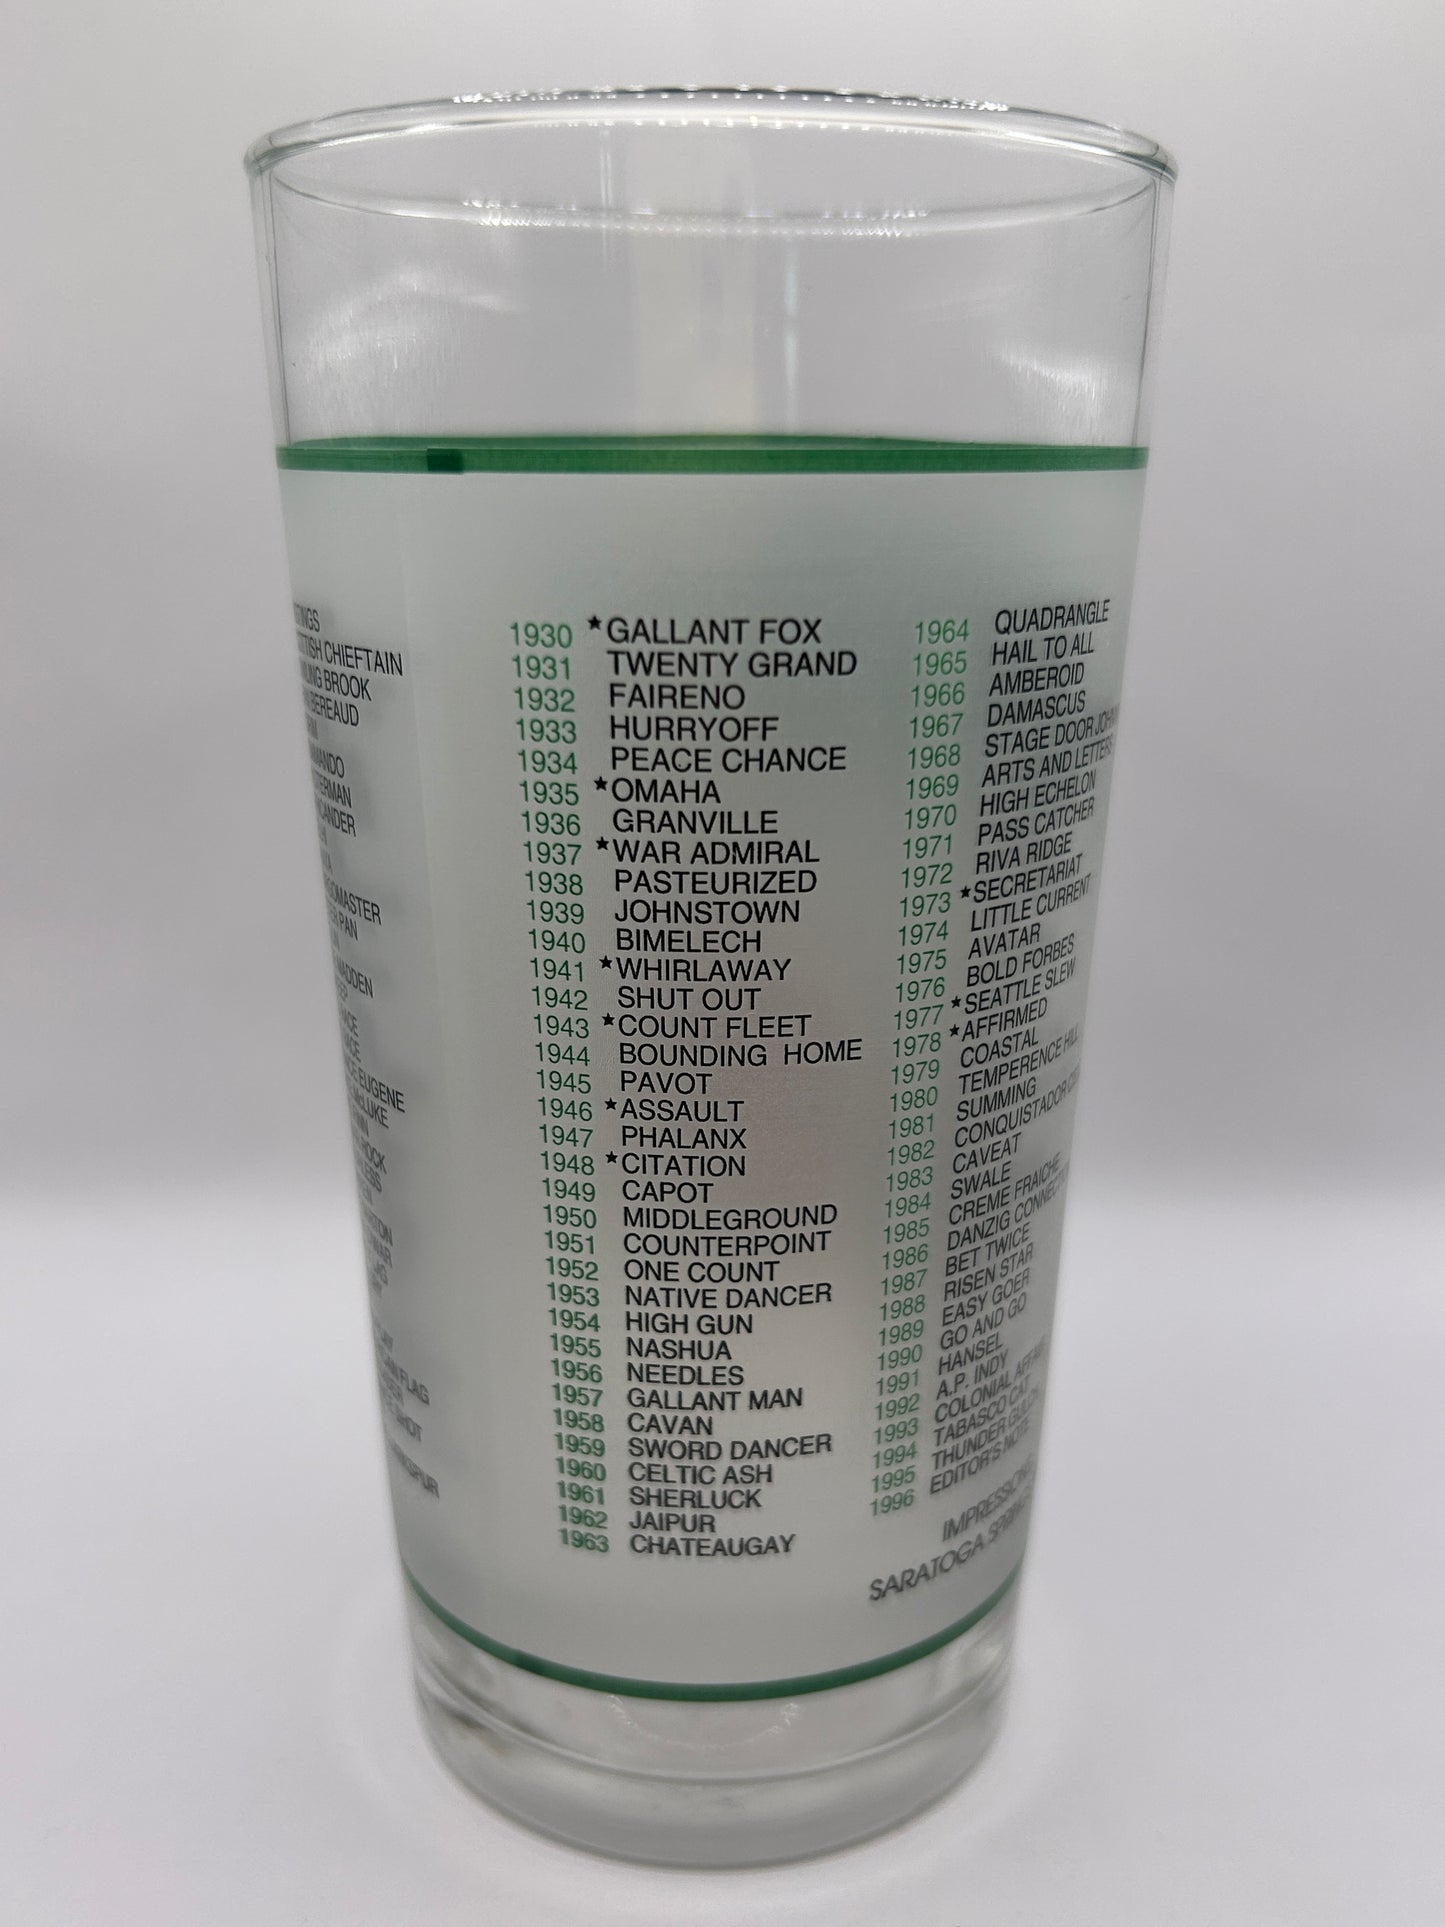 CHIEFTAIN
BROOK
BEREAUD
PAN
MADDEN
EUGENE
FLAG
1930 ★GALLANT FOX
1931 TWENTY GRAND
1932 FAIRENO
1933 HURRYOFF
1934 PEACE CHANCE
1935 ★OMAHA
1936 GRANVILLE
1937 ★WAR ADMIRAL
1938 PASTEURIZED
1939 JOHNSTOWN
1940 BIMELECH
1941 ★WHIRLAWAY
1942 SHUT OUT
1943 ★COUNT FLEET
1944 BOUNDING HOME
1945 PAVOT
1946 ★ASSAULT
1947 PHALANX
1948 ★CITATION
1949 CAPOT
1950 MIDDLEGROUND
1951 COUNTERPOINT
1952 ONE COUNT
1953 NATIVE DANCER
1954 HIGH GUN
1955 NASHUA
1956 NEEDLES
1957 GALLANT MAN
1958 CAVAN
1959 SWORD DANCER
1960 CELTIC ASH
1961 SHERLUCK
1962 JAIPUR
1963 CHATEAUGAY
1964 QUADRANGLE
1965 HAIL TO ALL
1966 AMBEROID
1967 DAMASCUS
1968 STAGE DOOR
1969 ARTS AND LETTERS
1970 HIGH ECHELON
1971 PASS CATCHER
1972 RIVA RIDGE
1973 ★SECRETARIAT
1974 LITTLE CURRENT
1975 AVATAR
1976 BOLD FORBES
1977 ★SEATTLE SLEW
1978 ★AFFIRMED
1979 COASTAL
1980 TEMPERENCE HILL
1981 SUMMING
1982 CONQUISTADOR
1983 CAVEAT
1984 SWALE
1985 CREME FRAICHE
1986 DANZIG
1987 BET TWICE
1988 RISEN STAR
1989 EASY GOER
1990 GO AND GO
1991 HANSEL
1992 A.P. INDY
1993 COLONIAL
1994 TABASCO CAT
1995 THUNDER
1996 EDITOR'S NOTE
SARATOGA